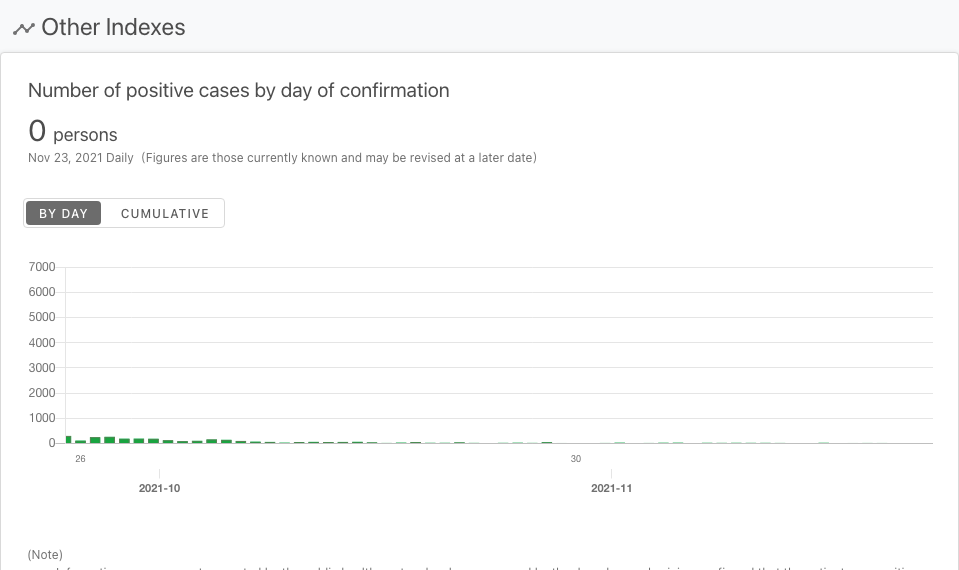 Other Indexes
Number of positive cases by day of confirmation
0 persons
Nov 23, 2021 Daily (Figures are those currently known and may be revised at a later date)
BY DAY CUMULATIVE
7000
6000
5000
4000
3000
2000
1000
0
26 30
2021-10 2021-11
(Note)